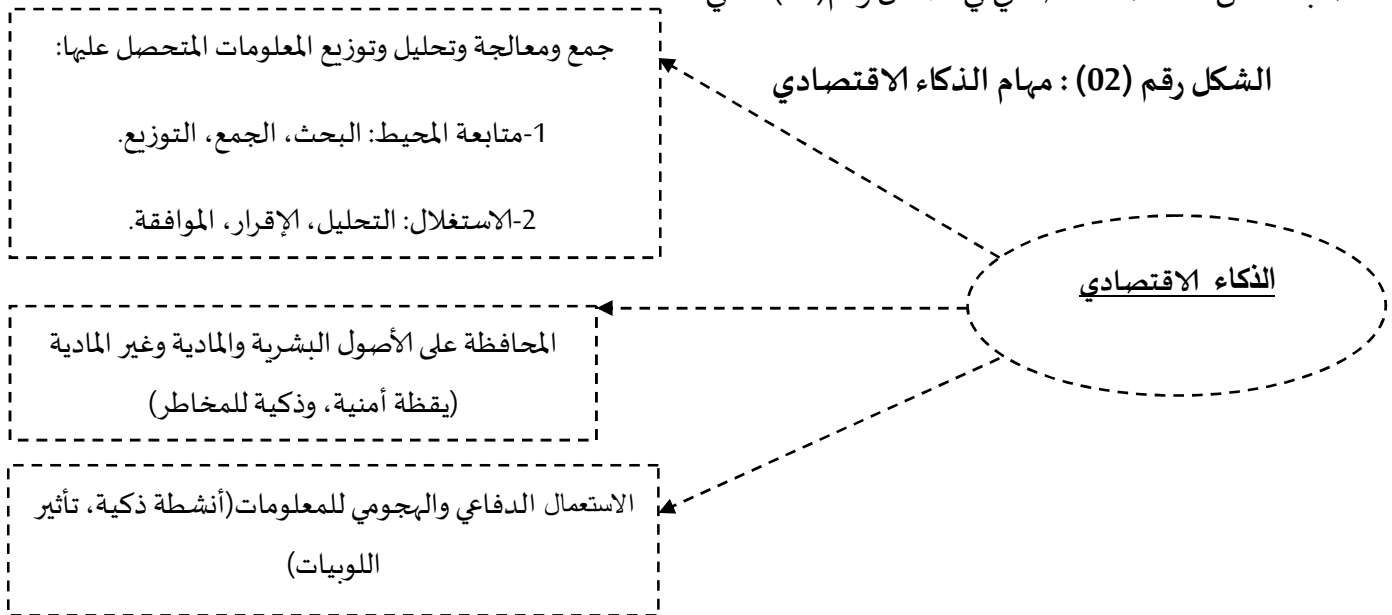 الشكل رقم (02) : مهام الذكاء الاقتصادي
جمع ومعالجة وتحليل وتوزيع المعلومات المتحصل عليها:
1-متابعة المحيط: البحث، الجمع، التوزيع.
2-الاستغلال: التحليل، الإقرار، الموافقة.
الذكاء الاقتصادي
المحافظة على الأصول البشرية والمادية وغير المادية
(يقظة أمنية، وذكية للمخاطر)
الاستعمال الدفاعي والهجومي للمعلومات(أنشطة ذكية، تأثير
اللوبيات)